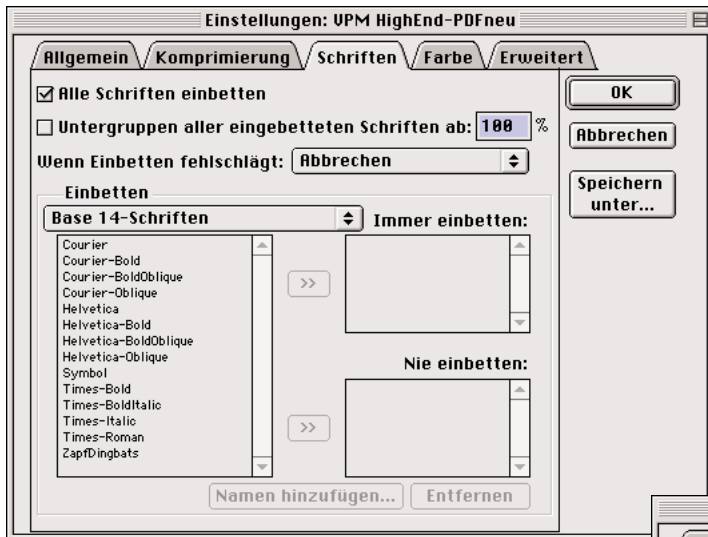 Einstellungen: VPM HighEnd-PDFneu
Allgemein Komprimierung Schriften Farbe Erweitert
Alle Schriften einbetten
Untergruppen aller eingebetteten Schriften ab: 100 %
Wenn Einbetten fehlschlägt: Abbrechen
OK
Abbrechen
Speichern
unter...
Einbetten
Base 14-Schriften
Courier
Courier-Bold
Courier-BoldOblique
Courier-Oblique
Helvetica
Helvetica-Bold
Helvetica-BoldOblique
Helvetica-Oblique
Symbol
Times-Bold
Times-BoldItalic
Times-Italic
Times-Roman
ZapfDingbats
>>
>>
Immer einbetten:
Nie einbetten:
Namen hinzufügen... Entfernen